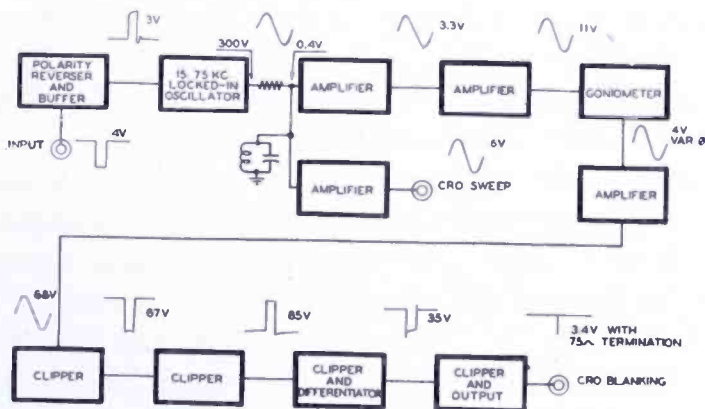 3V
300V
0.4V
3.3V
11V
POLARITY
REVERSER
AND
BUFFER
15.75 KC
LOCKED-IN
OSCILLATOR
AMPLIFIER
AMPLIFIER
GONIOMETER
INPUT
4V
6V
CRO SWEEP
AMPLIFIER
4V
VAR Ø
AMPLIFIER
68V
67V
85V
35V
3.4V WITH
75Ω TERMINATION
CLIPPER
CLIPPER
CLIPPER
AND
DIFFERENTIATOR
CLIPPER
AND
OUTPUT
CRO BLANKING